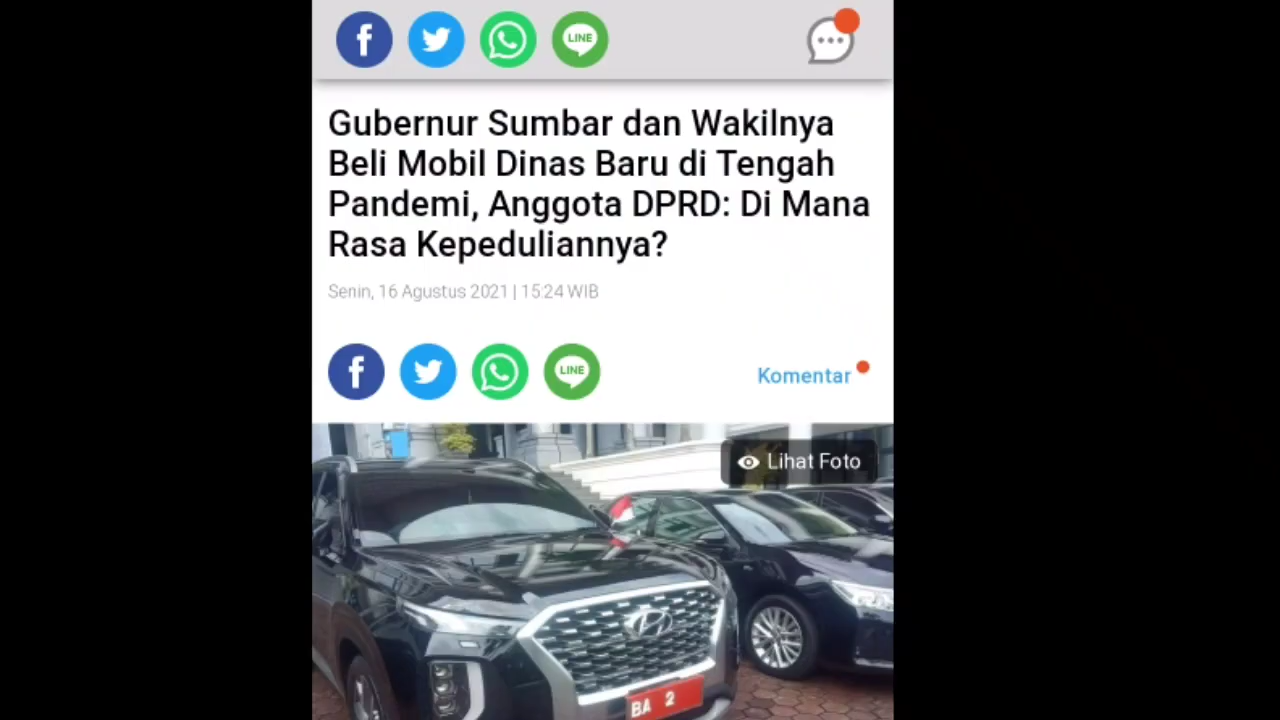 LINE
Gubernur Sumbar dan Wakilnya
Beli Mobil Dinas Baru di Tengah
Pandemi, Anggota DPRD: Di Mana
Rasa Kepeduliannya?
Senin, 16 Agustus 2021 | 15:24 WIB
LINE
Komentar
Lihat Foto
BA 2